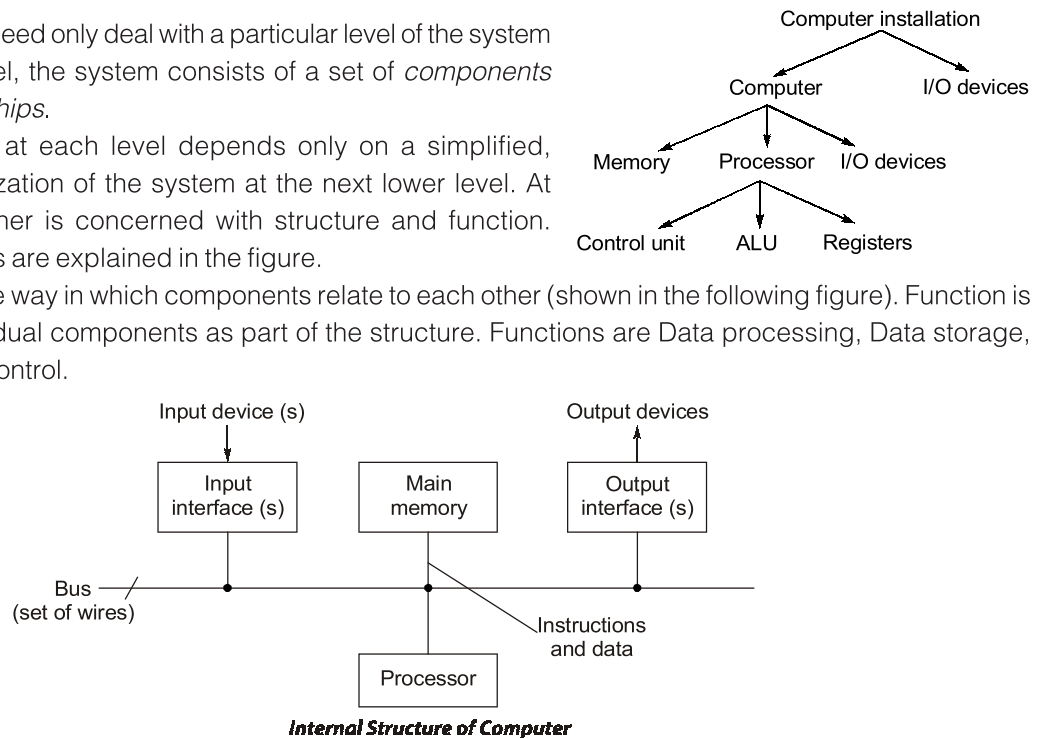 eed only deal with a particular level of the system
el, the system consists of a set of components
hips.
at each level depends only on a simplified,
zation of the system at the next lower level. At
ner is concerned with structure and function.
s are explained in the figure.
Computer installation
Computer
I/O devices
Memory
Processor
I/O devices
Control unit
ALU
Registers
e way in which components relate to each other (shown in the following figure). Function is
dual components as part of the structure. Functions are Data processing, Data storage,
ontrol.
Input device (s)
Output devices
Input
interface (s)
Main
memory
Output
interface (s)
Bus
(set of wires)
Instructions
and data
Processor
Internal Structure of Computer